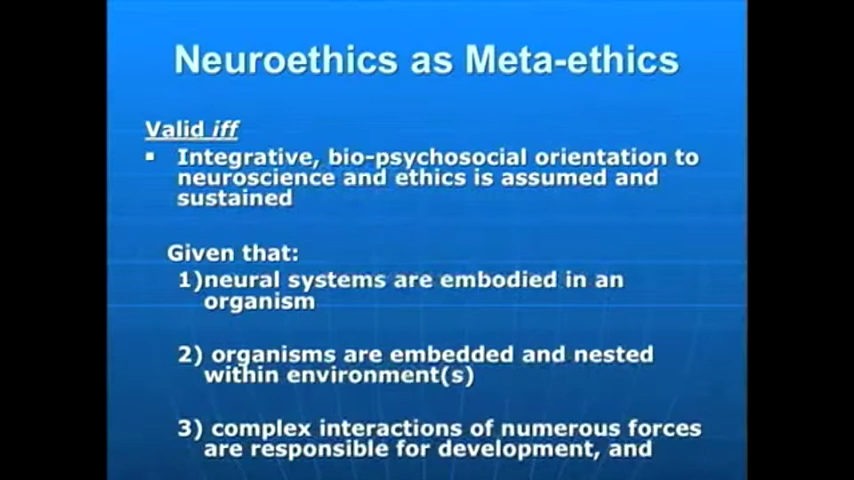 Neuroethics as Meta-ethics
Valid iff
▪ Integrative, bio-psychosocial orientation to
neuroscience and ethics is assumed and
sustained
Given that:
1)neural systems are embodied in an
organism
2) organisms are embedded and nested
within environment(s)
3) complex interactions of numerous forces
are responsible for development, and